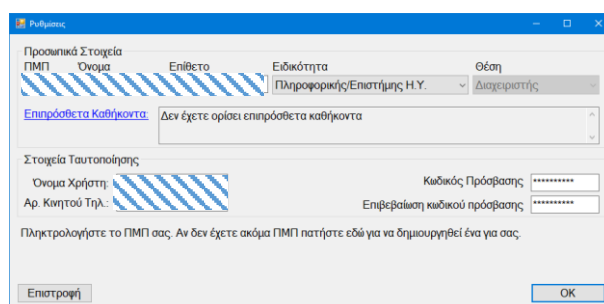 Ρυθμίσεις
Προσωπικά Στοιχεία
ΠΜΠ Όνομα Επίθετο Ειδικότητα Θέση
Πληροφορικής/Επιστήμης Η.Υ. Διαχειριστής
Επιπρόσθετα Καθήκοντα: Δεν έχετε ορίσει επιπρόσθετα καθήκοντα
Στοιχεία Ταυτοποίησης
Όνομα Χρήστη: Κωδικός Πρόσβασης **********
Αρ. Κινητού Τηλ.: Επιβεβαίωση κωδικού πρόσβασης **********
Πληκτρολογήστε το ΠΜΠ σας. Αν δεν έχετε ακόμα ΠΜΠ πατήστε εδώ για να δημιουργηθεί ένα για σας.
Επιστροφή OK